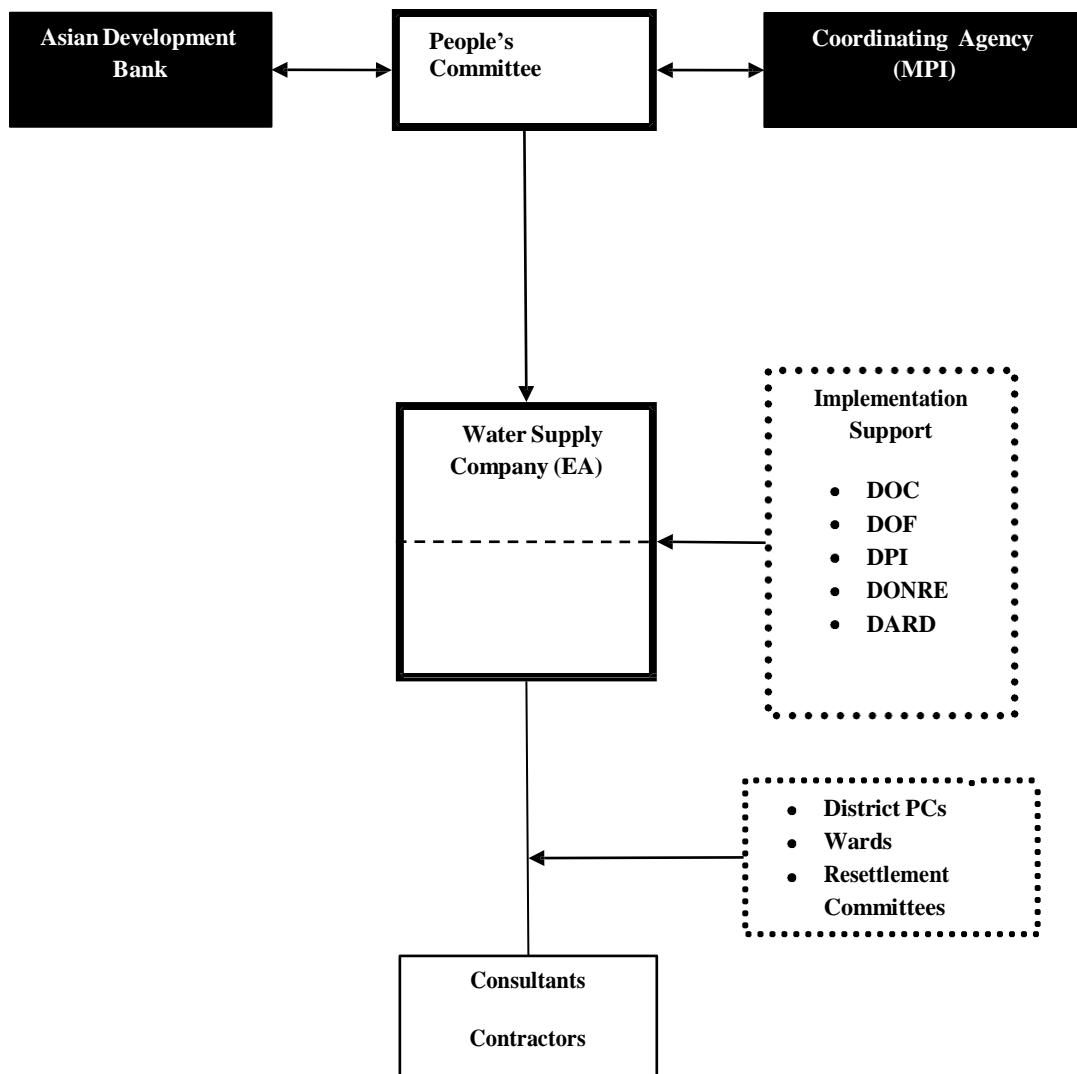 Asian Development
Bank
People's
Committee
Coordinating Agency
(MPI)
Water Supply
Company (EA)
Implementation
Support
• DOC
• DOF
• DPI
• DONRE
• DARD
• District PCs
• Wards
• Resettlement
Committees
Consultants
Contractors